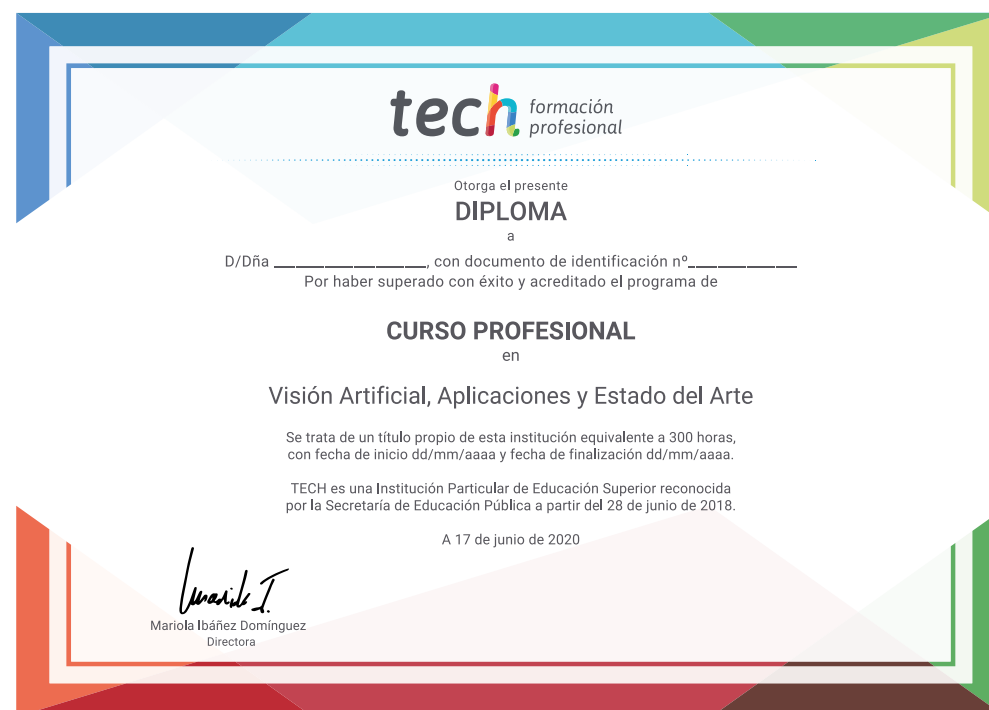 tech formación
profesional
Otorga el presente
DIPLOMA
a
D/Dña ______________, con documento de identificación nº__________
Por haber superado con éxito y acreditado el programa de
CURSO PROFESIONAL
en
Visión Artificial, Aplicaciones y Estado del Arte
Se trata de un título propio de esta institución equivalente a 300 horas,
con fecha de inicio dd/mm/aaaa y fecha de finalización dd/mm/aaaa.
TECH es una Institución Particular de Educación Superior reconocida
por la Secretaría de Educación Pública a partir del 28 de junio de 2018.
A 17 de junio de 2020
Mariola Ibáñez Domínguez
Directora